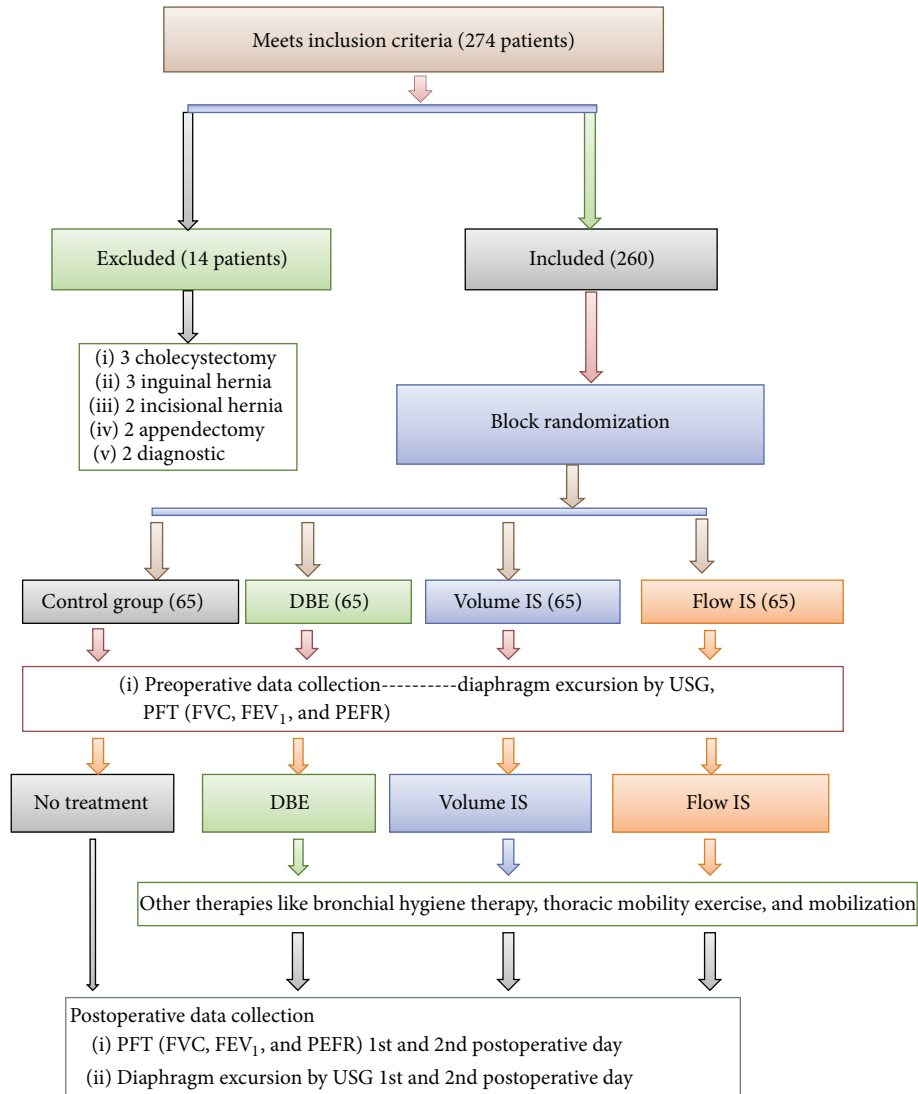 Meets inclusion criteria (274 patients)
Excluded (14 patients)
Included (260)
(i) 3 cholecystectomy
(ii) 3 inguinal hernia
(iii) 2 incisional hernia
(iv) 2 appendectomy
(v) 2 diagnostic
Block randomization
Control group (65)
DBE (65)
Volume IS (65)
Flow IS (65)
(i) Preoperative data collection----------diaphragm excursion by USG,
PFT (FVC, FEV₁, and PEFR)
No treatment
DBE
Volume IS
Flow IS
Other therapies like bronchial hygiene therapy, thoracic mobility exercise, and mobilization
Postoperative data collection
(i) PFT (FVC, FEV₁, and PEFR) 1st and 2nd postoperative day
(ii) Diaphragm excursion by USG 1st and 2nd postoperative day